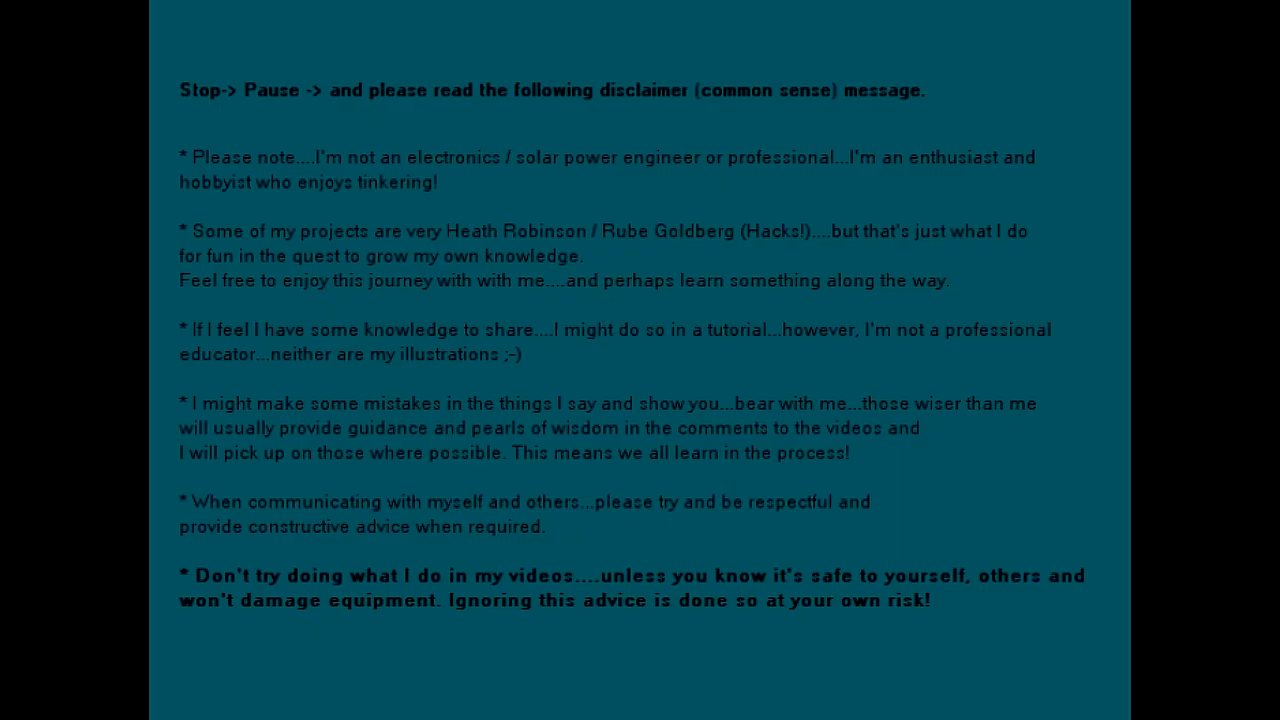 Stop-> Pause -> and please read the following disclaimer (common sense) message.
* Please note....I'm not an electronics / solar power engineer or professional...I'm an enthusiast and
hobbyist who enjoys tinkering!
* Some of my projects are very Heath Robinson / Rube Goldberg (Hacks!)....but that's just what I do
for fun in the quest to grow my own knowledge.
Feel free to enjoy this journey with with me....and perhaps learn something along the way.
* If I feel I have some knowledge to share....I might do so in a tutorial...however, I'm not a professional
educator...neither are my illustrations ;-)
* I might make some mistakes in the things I say and show you...bear with me...those wiser than me
will usually provide guidance and pearls of wisdom in the comments to the videos and
I will pick up on those where possible. This means we all learn in the process!
* When communicating with myself and others...please try and be respectful and
provide constructive advice when required.
* Don't try doing what I do in my videos....unless you know it's safe to yourself, others and
won't damage equipment. Ignoring this advice is done so at your own risk!